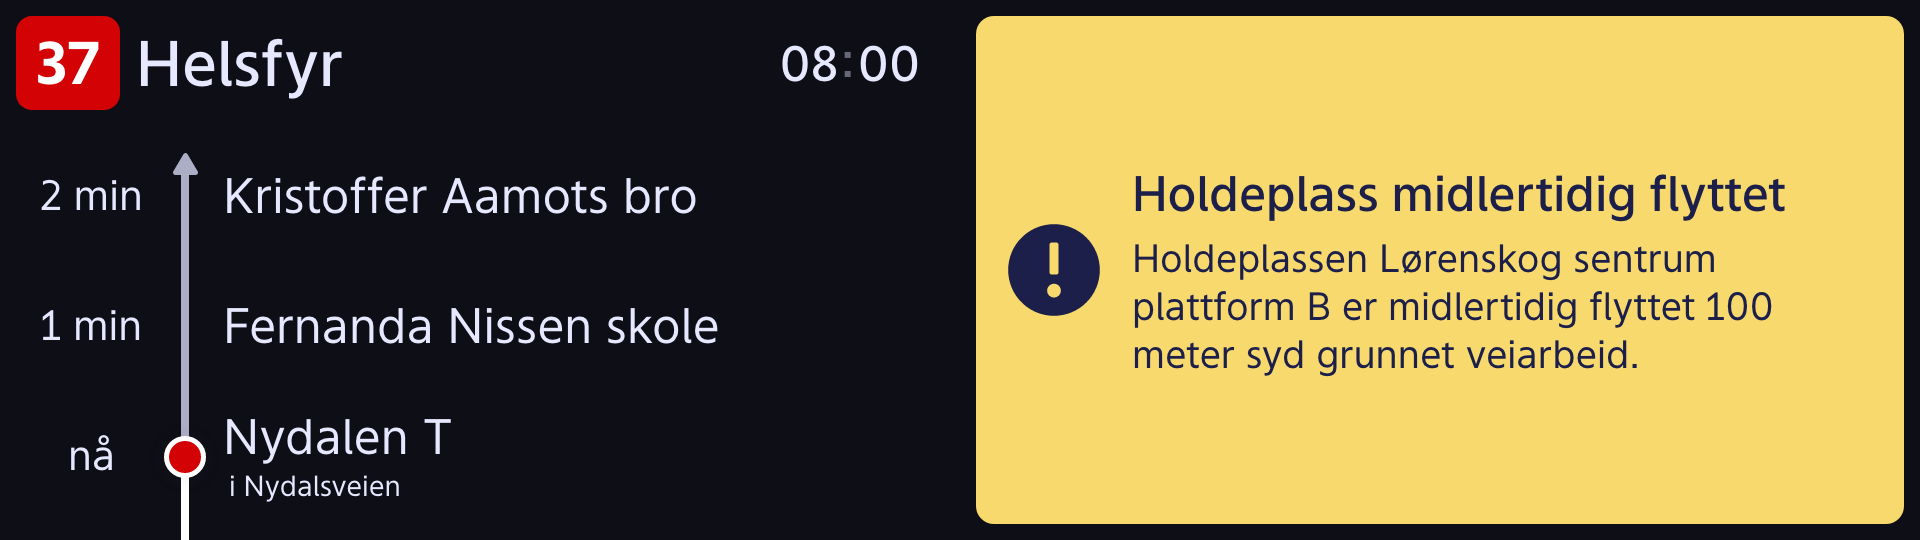 37 Helsfyr 08:00
2 min Kristoffer Aamots bro
1 min Fernanda Nissen skole
nå Nydalen T
i Nydalsveien
Holdeplass midlertidig flyttet
Holdeplassen Lørenskog sentrum
plattform B er midlertidig flyttet 100
meter syd grunnet veiarbeid.